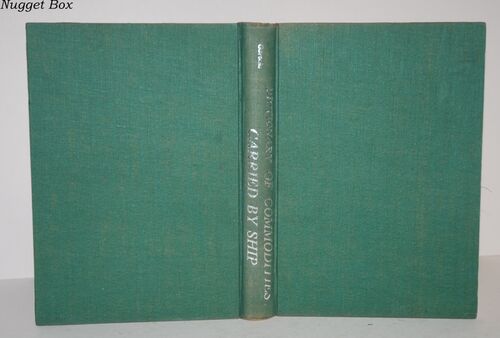 Nugget Box
DICTIONARY OF COMMODITIES
CARRIED BY SHIP